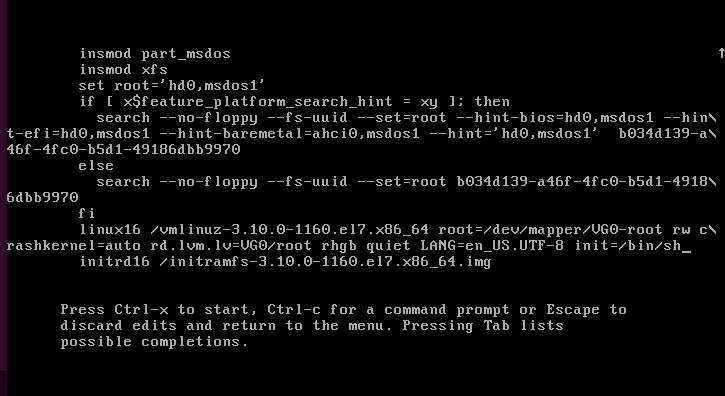 insmod part_msdos
insmod xfs
set root='hd0,msdos1'
if [ x$feature_platform_search_hint = xy ]; then
search --no-floppy --fs-uuid --set=root --hint-bios=hd0,msdos1 --hin\
t-efi=hd0,msdos1 --hint-baremetal=ahci0,msdos1 --hint='hd0,msdos1'  b034d139-a\
46f-4fc0-b5d1-49186dbb9970
else
search --no-floppy --fs-uuid --set=root b034d139-a46f-4fc0-b5d1-4918\
6dbb9970
fi
linux16 /vmlinuz-3.10.0-1160.el7.x86_64 root=/dev/mapper/VG0-root rw c\
rashkernel=auto rd.lvm.lv=VG0/root rhgb quiet LANG=en_US.UTF-8 init=/bin/sh_
initrd16 /initramfs-3.10.0-1160.el7.x86_64.img
Press Ctrl-x to start, Ctrl-c for a command prompt or Escape to
discard edits and return to the menu. Pressing Tab lists
possible completions.